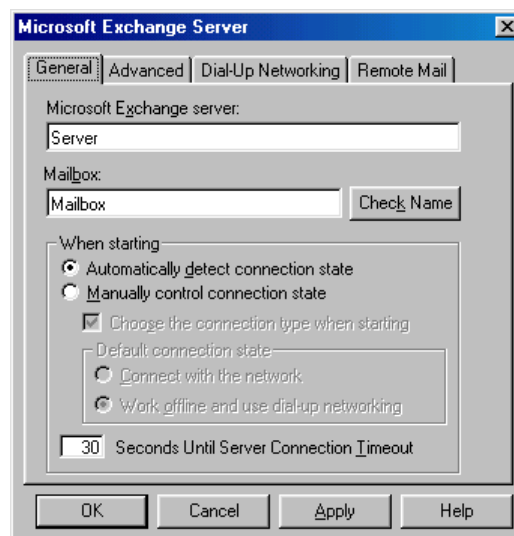 Microsoft Exchange Server
General Advanced Dial-Up Networking Remote Mail
Microsoft Exchange server:
Server
Mailbox:
Mailbox Check Name
When starting
Automatically detect connection state
Manually control connection state
Choose the connection type when starting
Default connection state
Connect with the network
Work offline and use dial-up networking
30 Seconds Until Server Connection Timeout
OK Cancel Apply Help